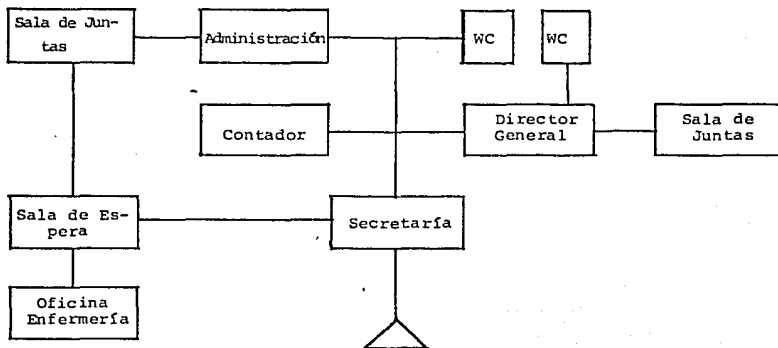 Sala de Jun-
tas
Administración
WC
WC
Contador
Director
General
Sala de
Juntas
Sala de Es-
pera
Secretaría
Oficina
Enfermería